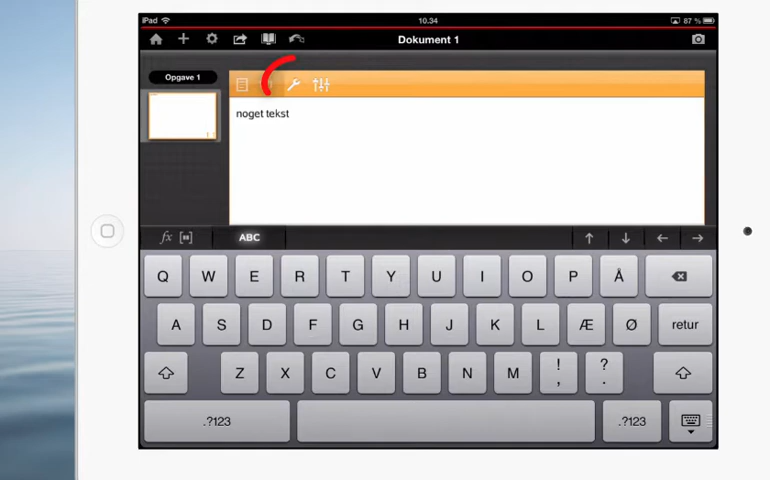 iPad 10.34 87 %
Dokument 1
Opgave 1
noget tekst
fx ABC
Q W E R T Y U I O P Å
A S D F G H J K L Æ Ø retur
Z X C V B N M ! , ? .
.?123 .?123